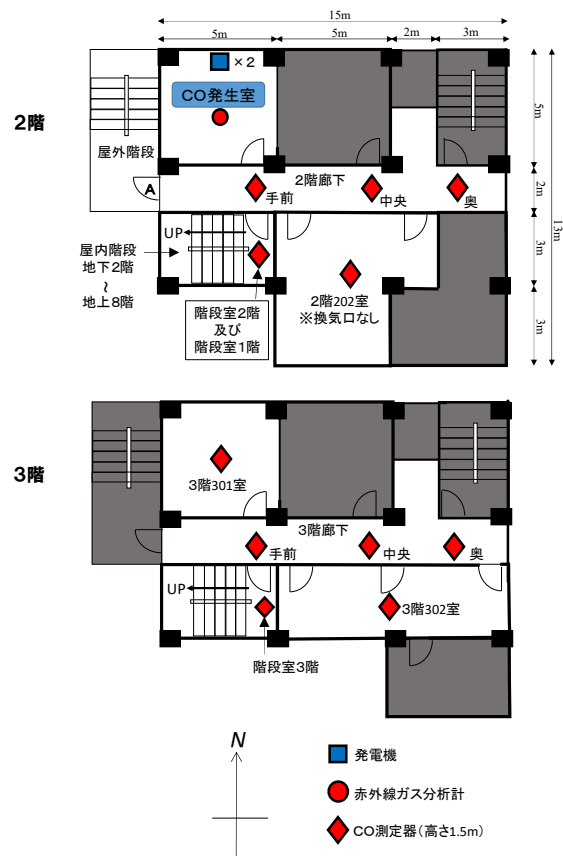 15m
5m
5m
2m
3m
×2
CO発生室
2階
屋外階段
5m
A
2階廊下
手前
中央
奥
2m
13m
UP
屋内階段
地下2階
~
地上8階
3m
2階202室
※換気口なし
階段室2階
及び
階段室1階
3m
3階
3階301室
3階廊下
手前
中央
奥
UP
3階302室
階段室3階
N
発電機
赤外線ガス分析計
CO測定器(高さ1.5m)